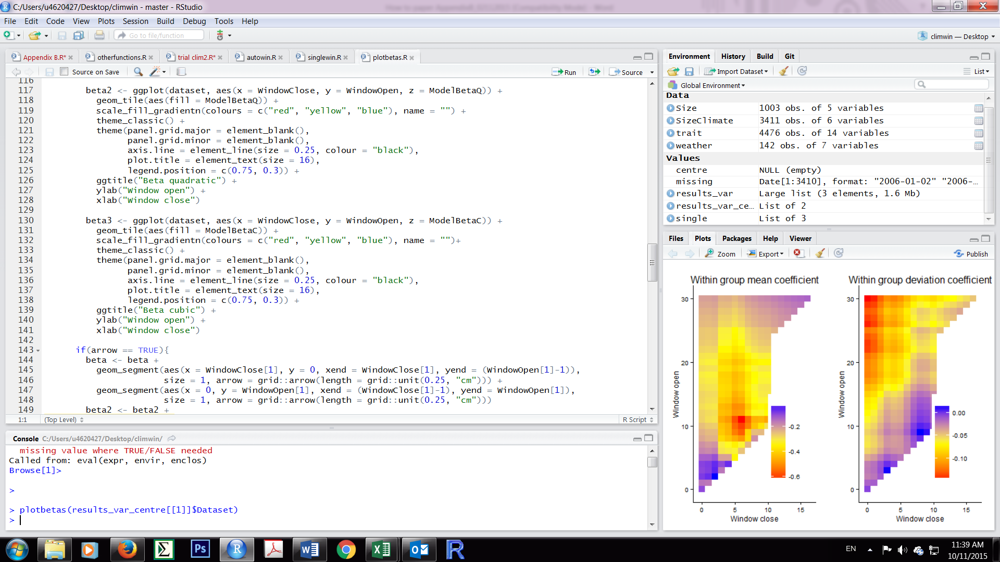 C:/Users/u4620427/Desktop/climwin - master - RStudio
File Edit Code View Plots Session Build Debug Tools Help
Go to file/function
climwin — Desktop
Appendix B.R* otherfunctions.R trial clim2.R* autowin.R singlewin.R plotbetas.R
Source on Save Run Source
116
117 beta2 <- ggplot(dataset, aes(x = WindowClose, y = WindowOpen, z = ModelBetaQ)) +
118 geom_tile(aes(fill = ModelBetaQ)) +
119 scale_fill_gradientn(colours = c("red", "yellow", "blue"), name = "") +
120 theme_classic() +
121 theme(panel.grid.major = element_blank(),
122 panel.grid.minor = element_blank(),
123 axis.line = element_line(size = 0.25, colour = "black"),
124 plot.title = element_text(size = 16),
125 legend.position = c(0.75, 0.3)) +
126 ggtitle("Beta quadratic") +
127 ylab("Window open") +
128 xlab("Window close")
129
130 beta3 <- ggplot(dataset, aes(x = WindowClose, y = WindowOpen, z = ModelBetaC)) +
131 geom_tile(aes(fill = ModelBetaC)) +
132 scale_fill_gradientn(colours = c("red", "yellow", "blue"), name = "")+
133 theme_classic() +
134 theme(panel.grid.major = element_blank(),
135 panel.grid.minor = element_blank(),
136 axis.line = element_line(size = 0.25, colour = "black"),
137 plot.title = element_text(size = 16),
138 legend.position = c(0.75, 0.3)) +
139 ggtitle("Beta cubic") +
140 ylab("Window open") +
141 xlab("Window close")
142
143 if(arrow == TRUE){
144 beta <- beta +
145 geom_segment(aes(x = WindowClose[1], y = 0, xend = WindowClose[1], yend = (WindowOpen[1]-1)),
146 size = 1, arrow = grid::arrow(length = grid::unit(0.25, "cm"))) +
147 geom_segment(aes(x = 0, y = WindowOpen[1], xend = (WindowClose[1]-1), yend = WindowOpen[1]),
148 size = 1, arrow = grid::arrow(length = grid::unit(0.25, "cm")))
149 beta2 <- beta2 +
1:1 (Top Level) R Script
Console C:/Users/u4620427/Desktop/climwin/
missing value where TRUE/FALSE needed
Called from: eval(expr, envir, enclos)
Browse[1]>
>
> plotbetas(results_var_centre[[1]]$Dataset)
>
Environment History Build Git
Import Dataset List
Global Environment
Data
Size 1003 obs. of 5 variables
SizeClimate 3411 obs. of 6 variables
trait 4476 obs. of 14 variables
weather 142 obs. of 7 variables
Values
centre NULL (empty)
missing Date[1:3410], format: "2006-01-02" "2006-...
results_var Large list (3 elements, 1.6 Mb)
results_var_ce... List of 2
single List of 3
Files Plots Packages Help Viewer
Zoom Export Publish
Within group mean coefficient
30
20
10
0
Window open
0 5 10 15
Window close
-0.2
-0.4
-0.6
Within group deviation coefficient
30
20
10
0
Window open
0 5 10 15
Window close
0.00
-0.05
-0.10
Ps
EN
11:39 AM
10/11/2015